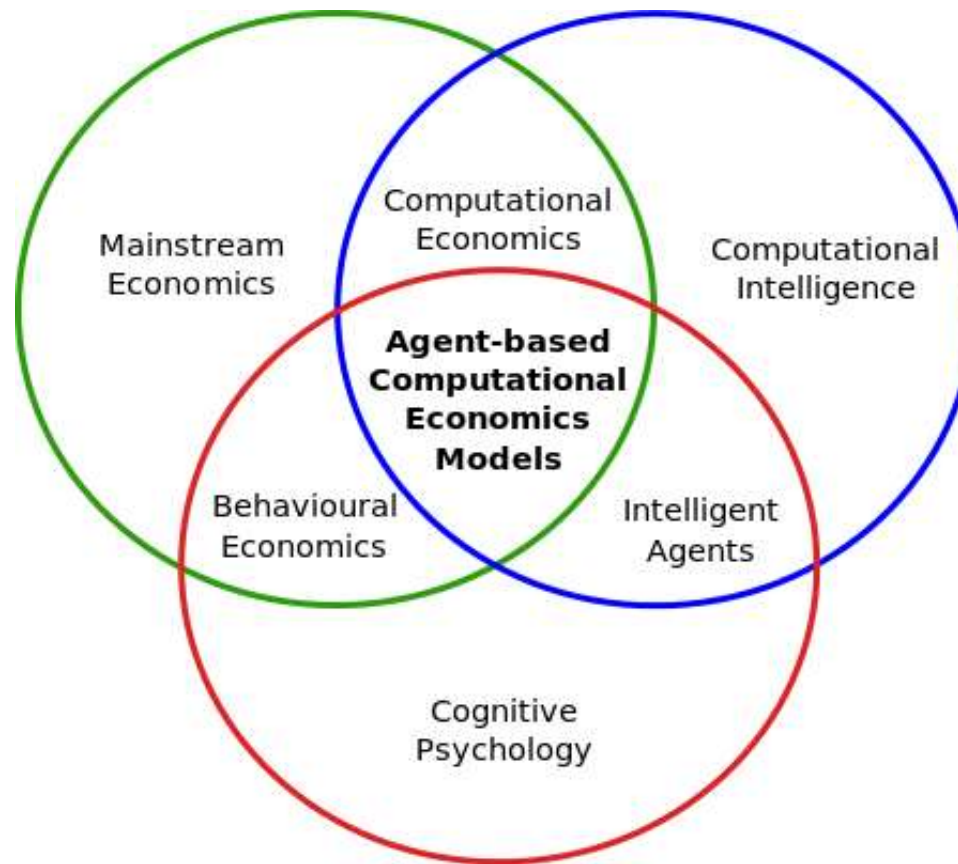 Computational
Economics
Mainstream
Economics
Computational
Intelligence
Agent-based
Computational
Economics
Models
Behavioural
Economics
Intelligent
Agents
Cognitive
Psychology